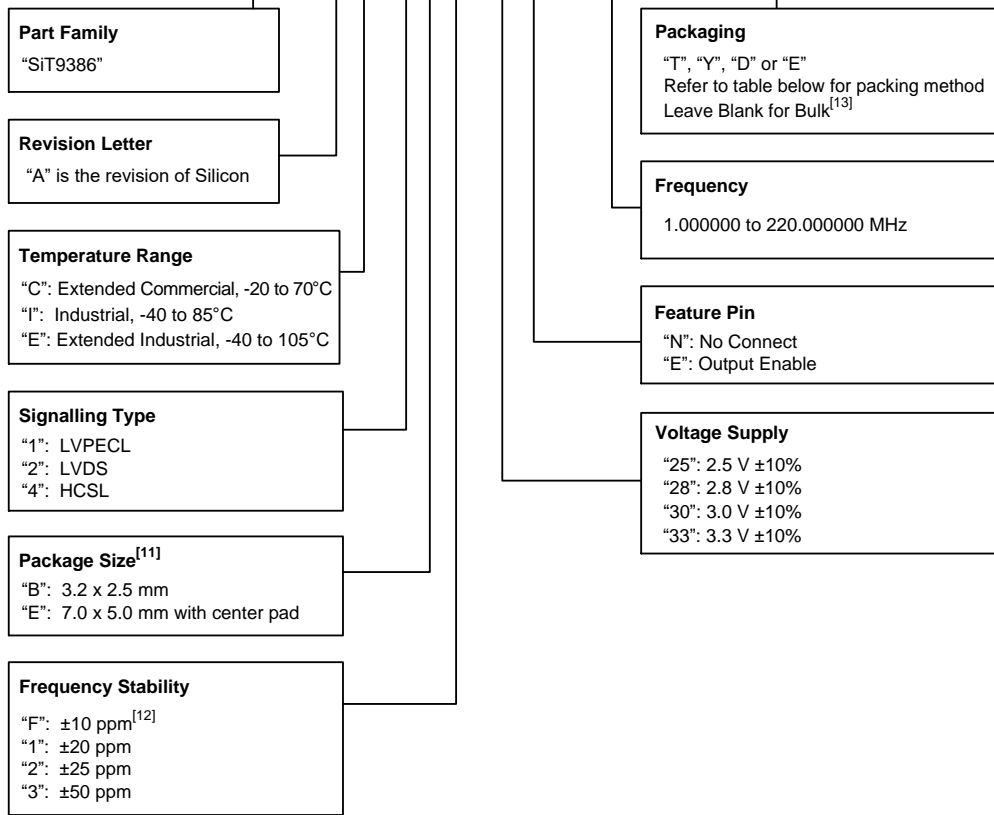 Part Family
“SiT9386”
Revision Letter
“A” is the revision of Silicon
Temperature Range
“C”: Extended Commercial, -20 to 70°C
“I”: Industrial, -40 to 85°C
“E”: Extended Industrial, -40 to 105°C
Signalling Type
“1”: LVPECL
“2”: LVDS
“4”: HCSL
Package Size[11]
“B”: 3.2 x 2.5 mm
“E”: 7.0 x 5.0 mm with center pad
Frequency Stability
“F”: ±10 ppm[12]
“1”: ±20 ppm
“2”: ±25 ppm
“3”: ±50 ppm
Packaging
“T”, “Y”, “D” or “E”
Refer to table below for packing method
Leave Blank for Bulk[13]
Frequency
1.000000 to 220.000000 MHz
Feature Pin
“N”: No Connect
“E”: Output Enable
Voltage Supply
“25”: 2.5 V ±10%
“28”: 2.8 V ±10%
“30”: 3.0 V ±10%
“33”: 3.3 V ±10%